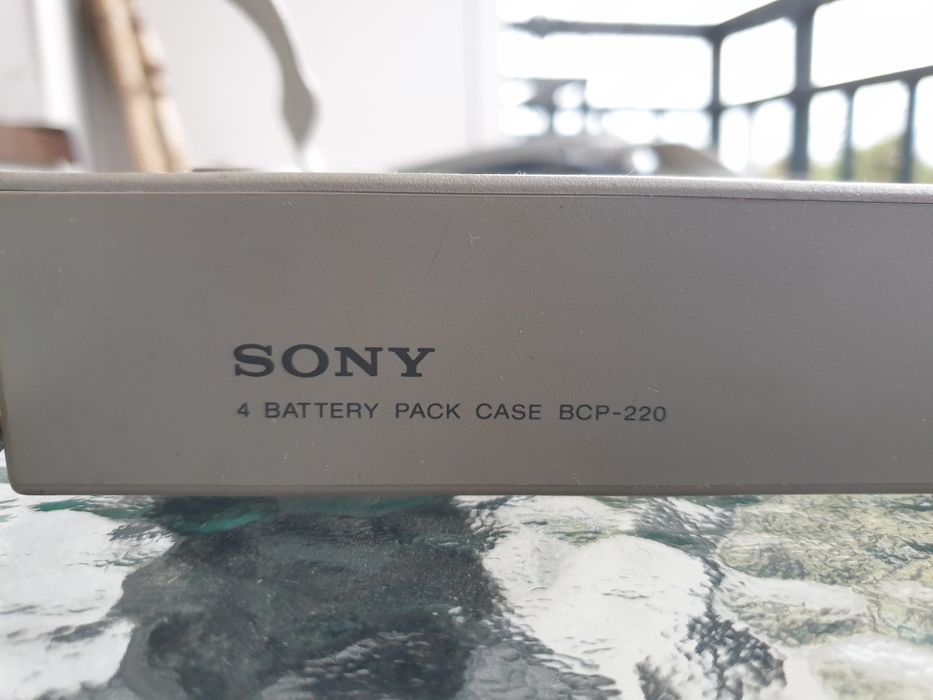 SONY
4 BATTERY PACK CASE BCP-220